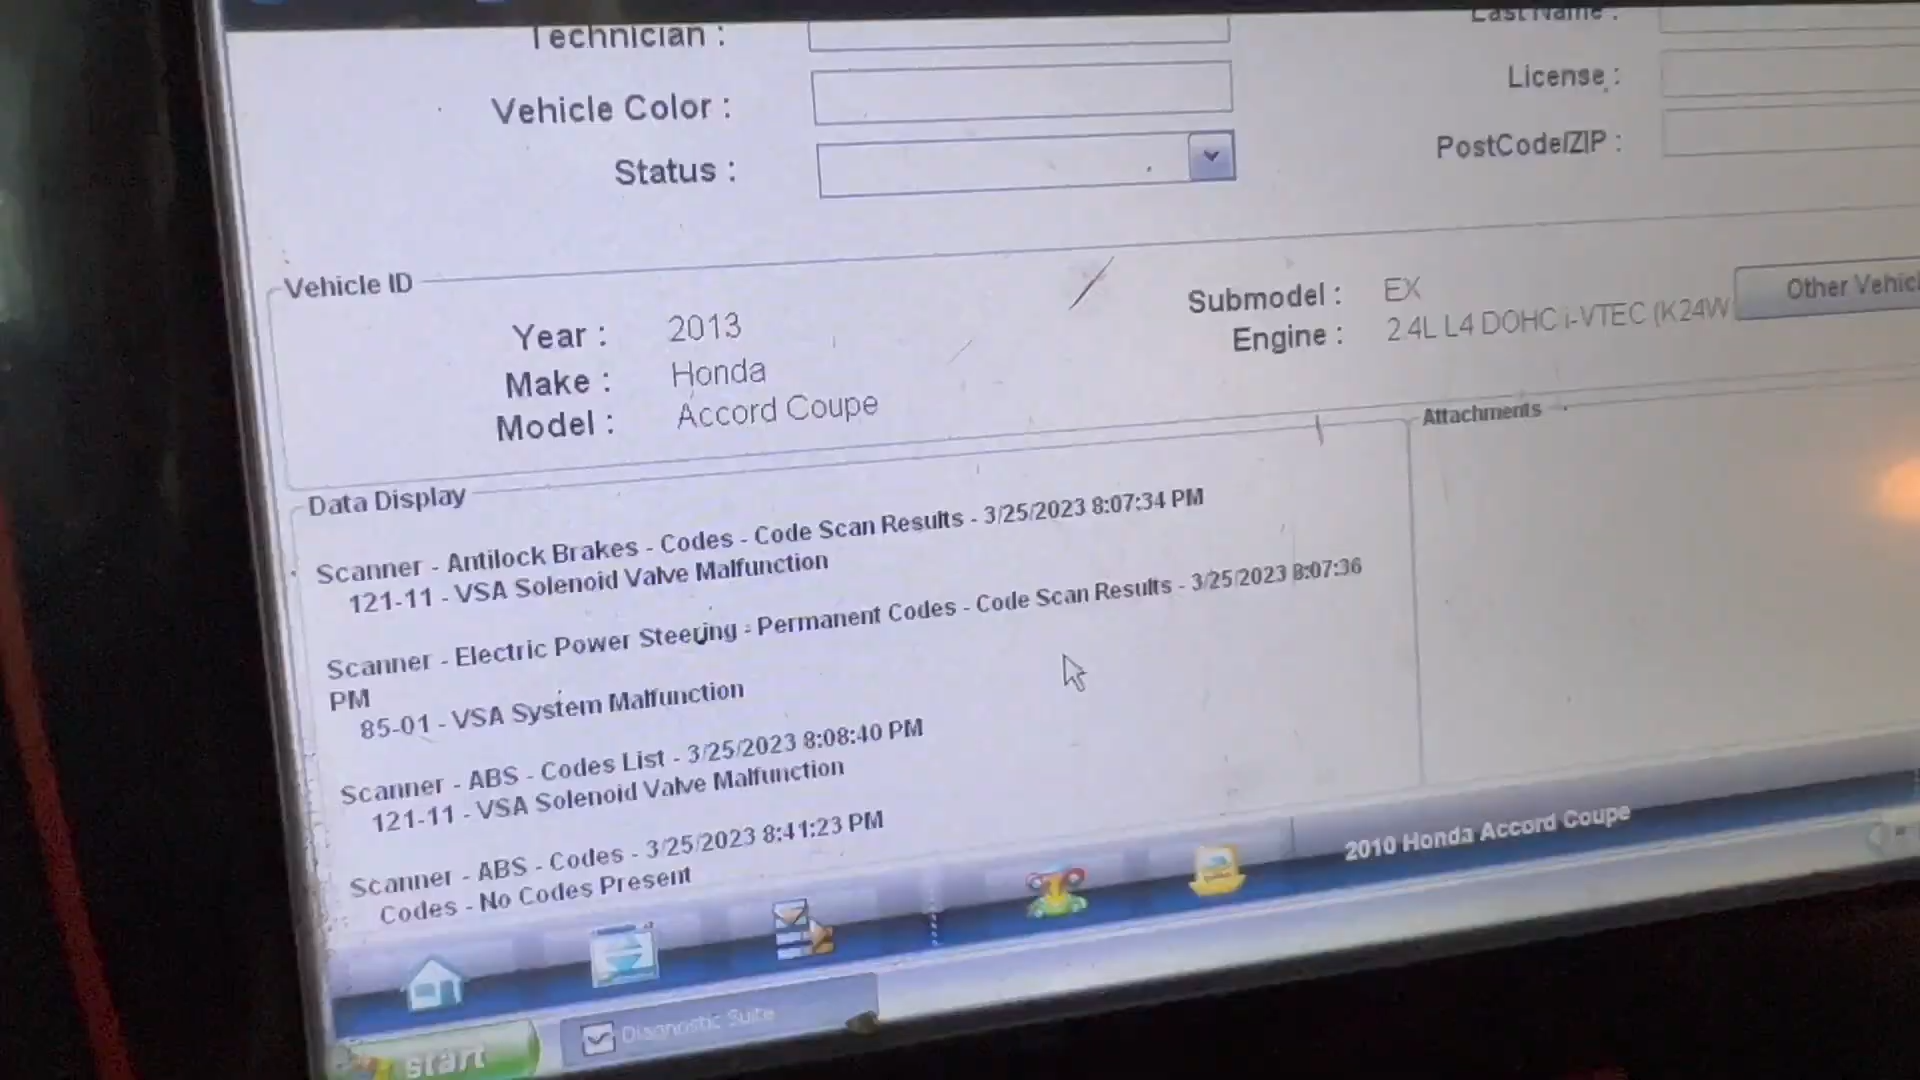 Technician :
Last Name :
Vehicle Color :
License :
Status :
PostCode/ZIP :
Vehicle ID
Year : 2013
Submodel : EX
Make : Honda
Engine : 2.4L L4 DOHC i-VTEC (K24W
Other Vehicl
Model : Accord Coupe
Attachments
Data Display
Scanner - Antilock Brakes - Codes - Code Scan Results - 3/25/2023 8:07:34 PM
121-11 - VSA Solenoid Valve Malfunction
Scanner - Electric Power Steering - Permanent Codes - Code Scan Results - 3/25/2023 8:07:36
PM
85-01 - VSA System Malfunction
Scanner - ABS - Codes List - 3/25/2023 8:08:40 PM
121-11 - VSA Solenoid Valve Malfunction
Scanner - ABS - Codes - 3/25/2023 8:41:23 PM
Codes - No Codes Present
2010 Honda Accord Coupe
start
Diagnostic Suite